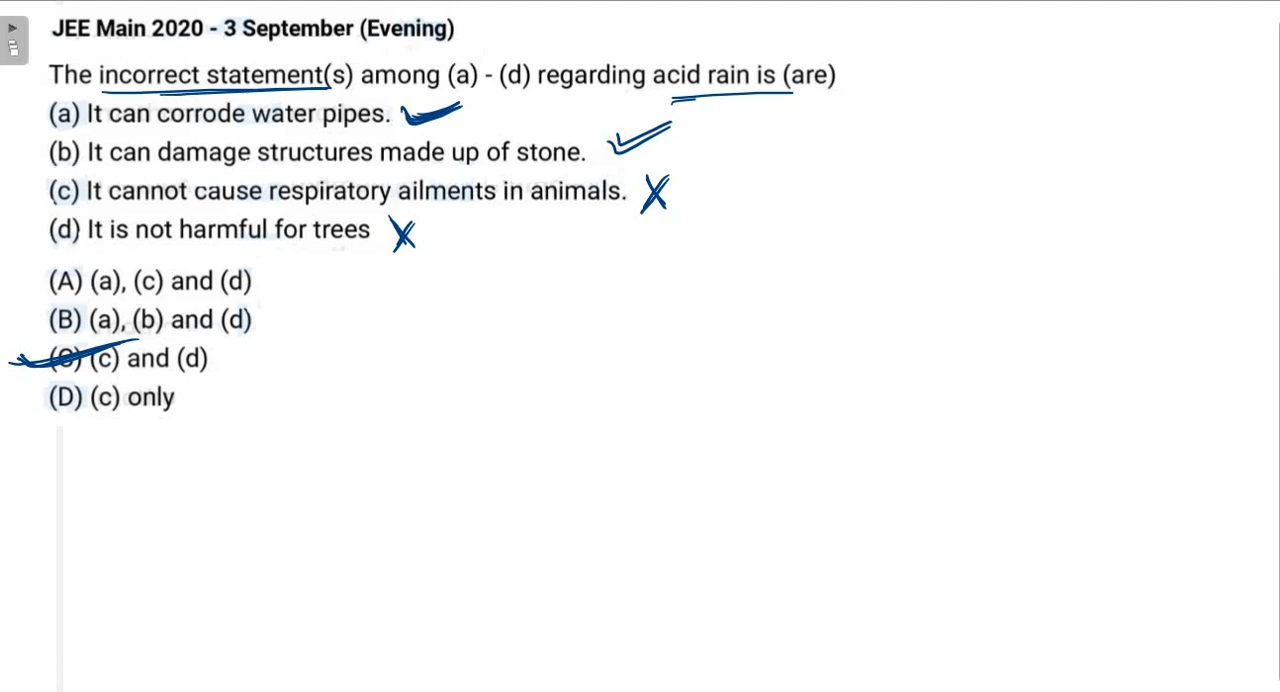 JEE Main 2020 - 3 September (Evening)
The incorrect statement(s) among (a) - (d) regarding acid rain is (are)
(a) It can corrode water pipes.
(b) It can damage structures made up of stone.
(c) It cannot cause respiratory ailments in animals.
(d) It is not harmful for trees
(A) (a), (c) and (d)
(B) (a), (b) and (d)
(C) (c) and (d)
(D) (c) only